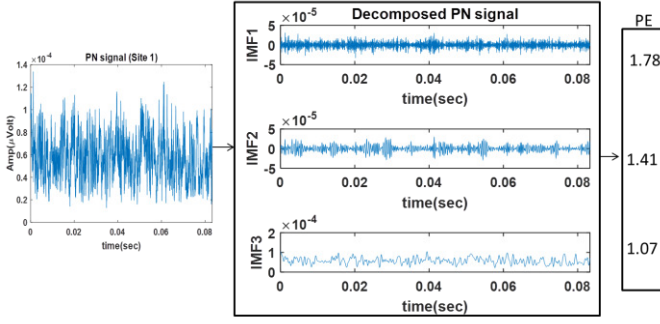 PN signal (Site 1)
×10⁻⁴
1.4
1.2
1
0.8
0.6
0.4
0.2
0
Amp(μVolt)
0 0.02 0.04 0.06 0.08
time(sec)
Decomposed PN signal
×10⁻⁵
IMF1
5
0
-5
0 0.02 0.04 0.06 0.08
time(sec)
×10⁻⁵
IMF2
5
0
-5
0 0.02 0.04 0.06 0.08
time(sec)
×10⁻⁴
IMF3
2
1
0
0 0.02 0.04 0.06 0.08
time(sec)
PE
1.78
1.41
1.07